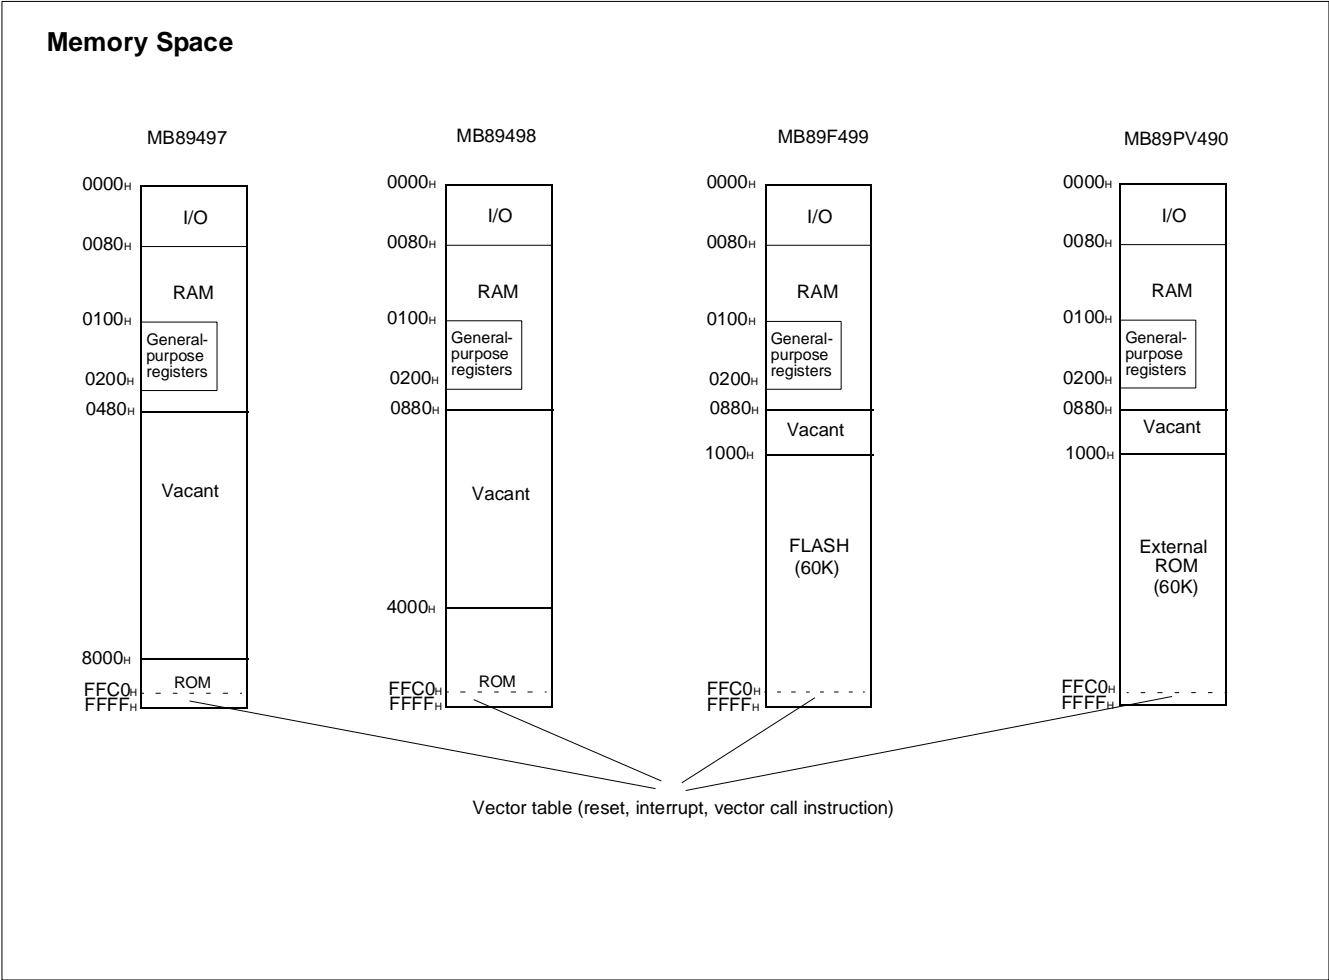 Memory Space
MB89497
0000H
I/O
0080H
RAM
0100H
General-
purpose
registers
0200H
0480H
Vacant
8000H
ROM
FFC0H
FFFFH
MB89498
0000H
I/O
0080H
RAM
0100H
General-
purpose
registers
0200H
0880H
Vacant
4000H
ROM
FFC0H
FFFFH
MB89F499
0000H
I/O
0080H
RAM
0100H
General-
purpose
registers
0200H
0880H
Vacant
1000H
FLASH
(60K)
FFC0H
FFFFH
MB89PV490
0000H
I/O
0080H
RAM
0100H
General-
purpose
registers
0200H
0880H
Vacant
1000H
External
ROM
(60K)
FFC0H
FFFFH
Vector table (reset, interrupt, vector call instruction)